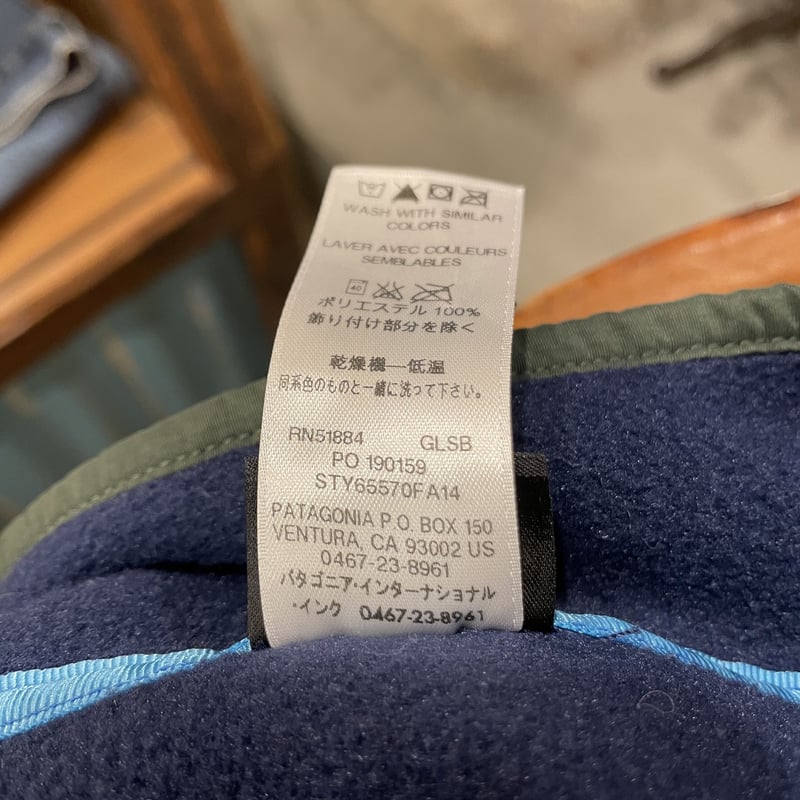 WASH WITH SIMILAR
COLORS
LAVER AVEC COULEURS
SEMBLABLES
40
ポリエステル 100%
飾り付け部分を除く
乾燥機—低温
同系色のものと一緒に洗って下さい。
RN51884 GLSB
PO 190159
STY65570FA14
PATAGONIA P.O. BOX 150
VENTURA, CA 93002 US
0467-23-8961
パタゴニア・インターナショナル
・インク 0467-23-8961